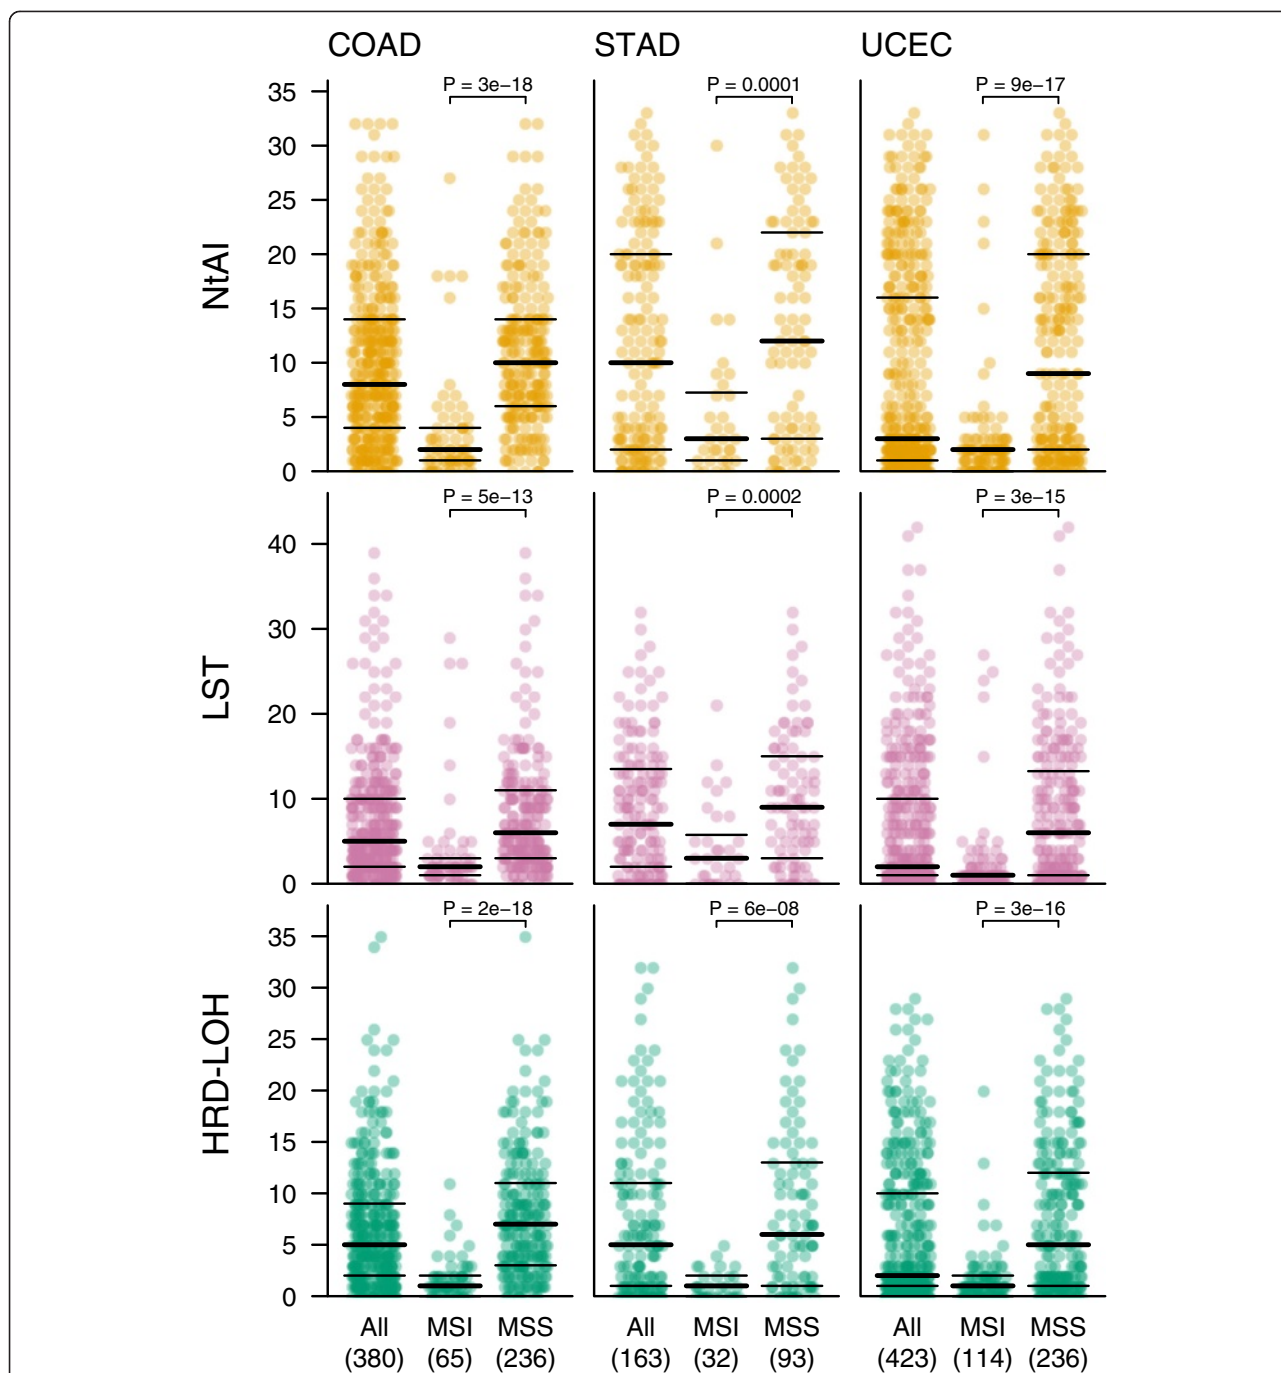 COAD STAD UCEC
P = 3e−18 P = 0.0001 P = 9e−17
NtAI
35
30
25
20
15
10
5
0
P = 5e−13 P = 0.0002 P = 3e−15
LST
40
30
20
10
0
P = 2e−18 P = 6e−08 P = 3e−16
HRD-LOH
35
30
25
20
15
10
5
0
All MSI MSS All MSI MSS All MSI MSS
(380) (65) (236) (163) (32) (93) (423) (114) (236)